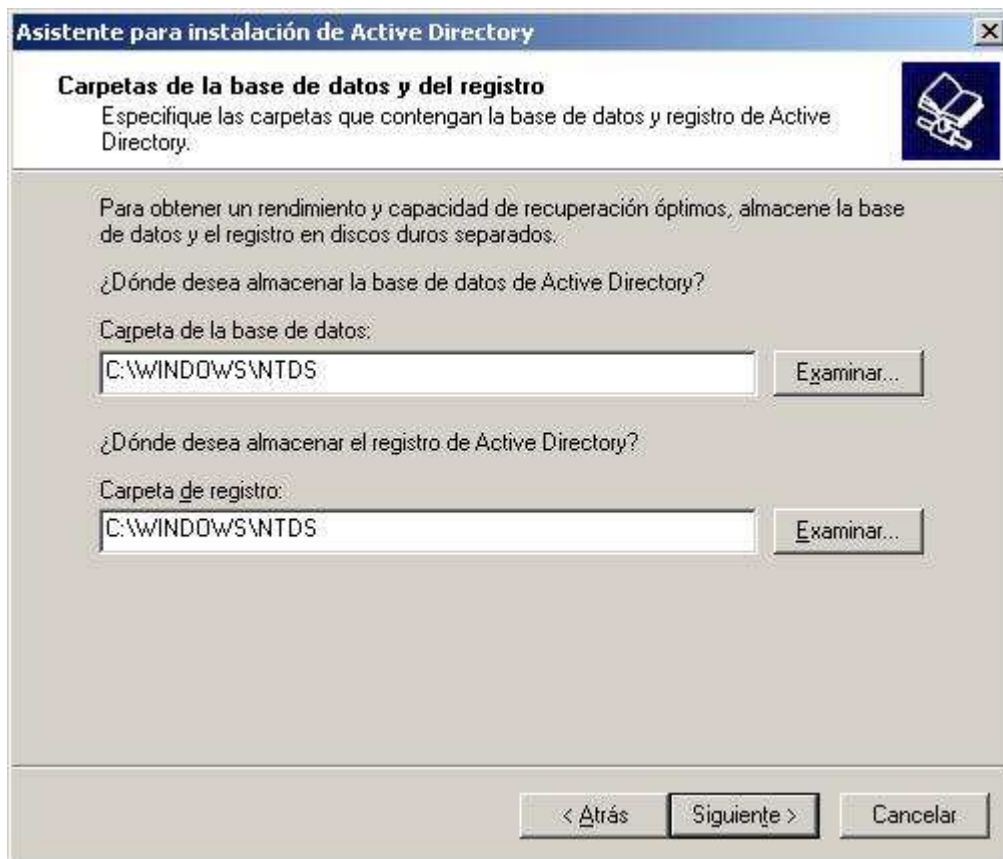 Asistente para instalación de Active Directory
Carpetas de la base de datos y del registro
Especifique las carpetas que contengan la base de datos y registro de Active
Directory.
Para obtener un rendimiento y capacidad de recuperación óptimos, almacene la base
de datos y el registro en discos duros separados.
¿Dónde desea almacenar la base de datos de Active Directory?
Carpeta de la base de datos:
C:\WINDOWS\NTDS
Examinar...
¿Dónde desea almacenar el registro de Active Directory?
Carpeta de registro:
C:\WINDOWS\NTDS
Examinar...
< Atrás
Siguiente >
Cancelar